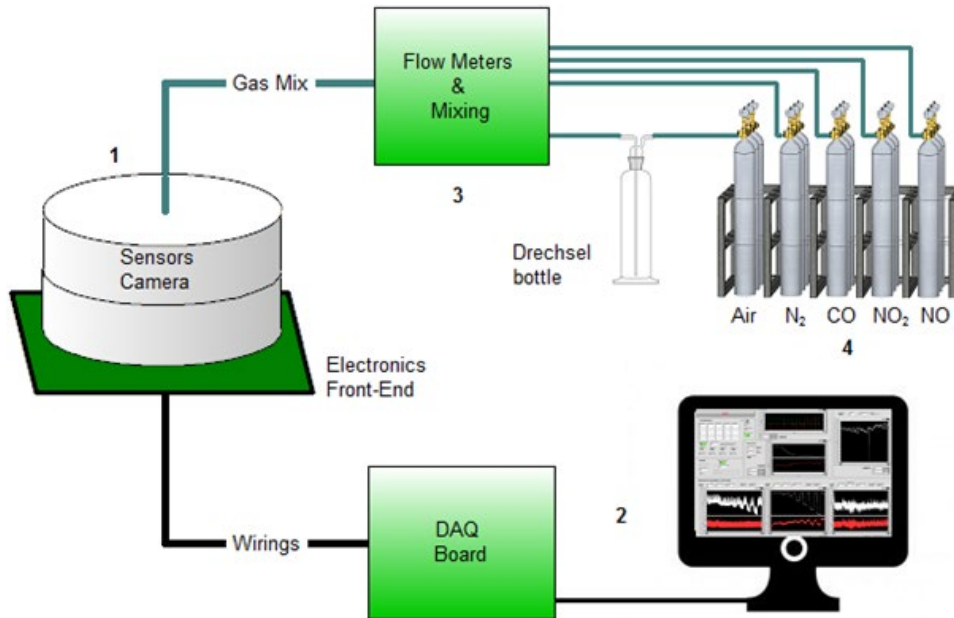 Gas Mix
Flow Meters
&
Mixing
1
3
Sensors
Camera
Drechsel
bottle
Air N₂ CO NO₂ NO
4
Electronics
Front-End
2
Wirings
DAQ
Board